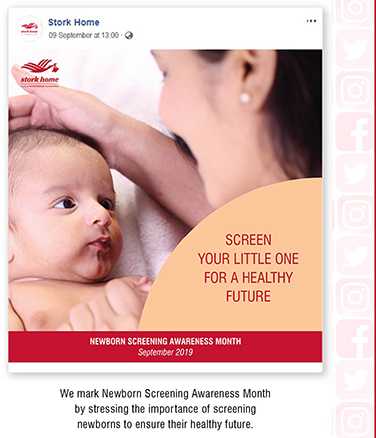 Stork Home
09 September at 13:00
stork home
SCREEN
YOUR LITTLE ONE
FOR A HEALTHY
FUTURE
NEWBORN SCREENING AWARENESS MONTH
September 2019
We mark Newborn Screening Awareness Month
by stressing the importance of screening
newborns to ensure their healthy future.